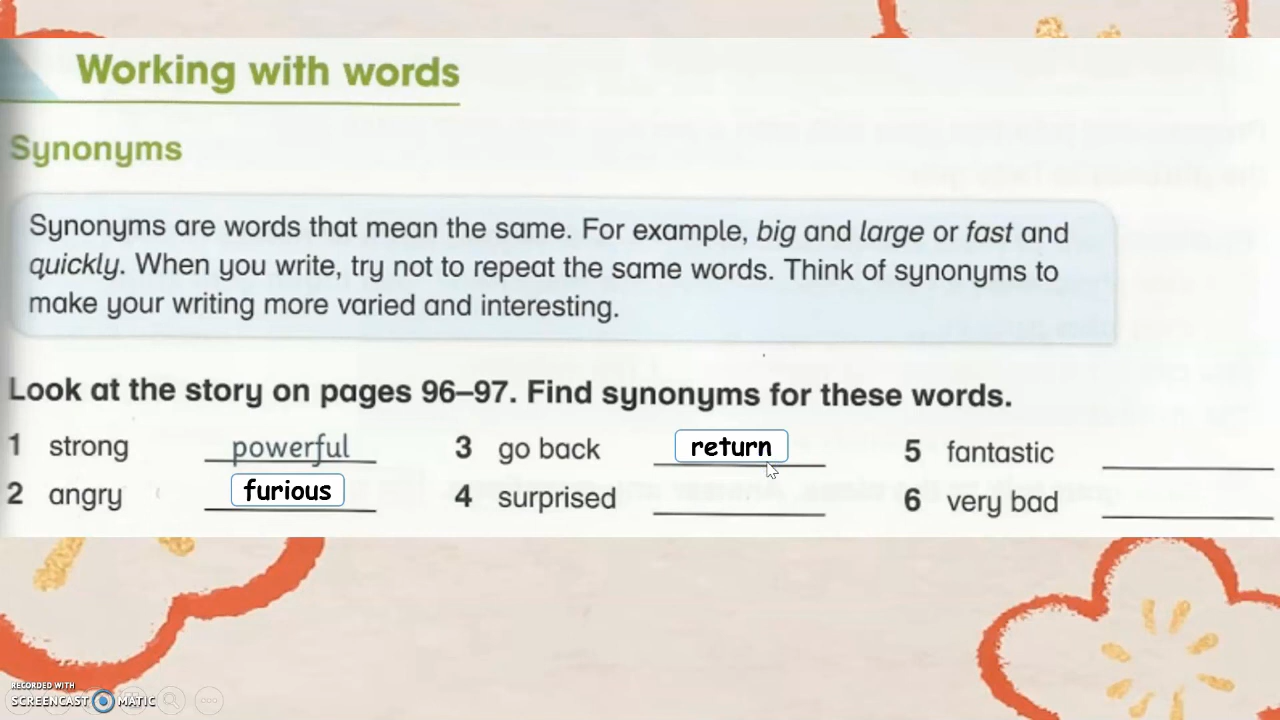 Working with words
Synonyms
Synonyms are words that mean the same. For example, big and large or fast and
quickly. When you write, try not to repeat the same words. Think of synonyms to
make your writing more varied and interesting.
Look at the story on pages 96–97. Find synonyms for these words.
1 strong powerful 3 go back return 5 fantastic
2 angry furious 4 surprised 6 very bad
RECORDED WITH
SCREENCAST MATIC